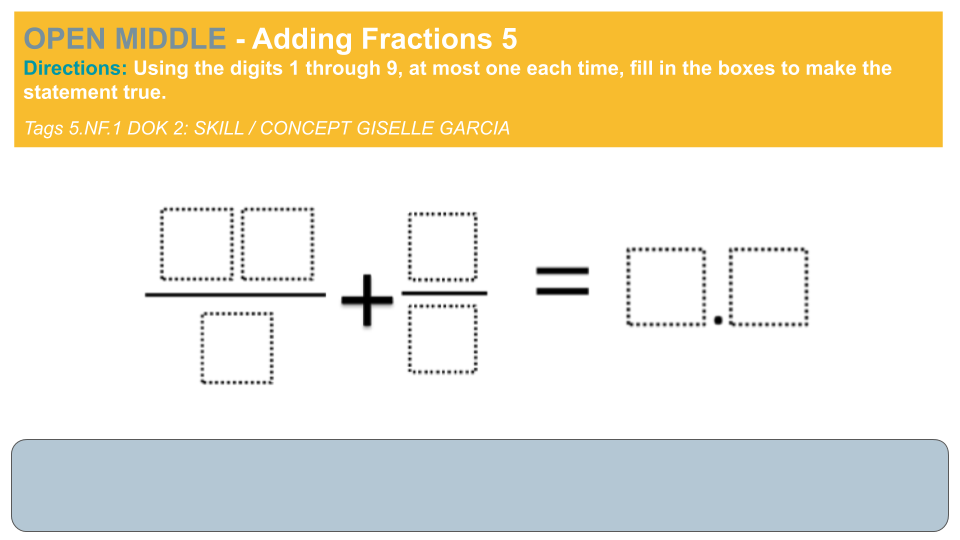 OPEN MIDDLE - Adding Fractions 5
Directions: Using the digits 1 through 9, at most one each time, fill in the boxes to make the
statement true.
Tags 5.NF.1 DOK 2: SKILL / CONCEPT GISELLE GARCIA
+ = .